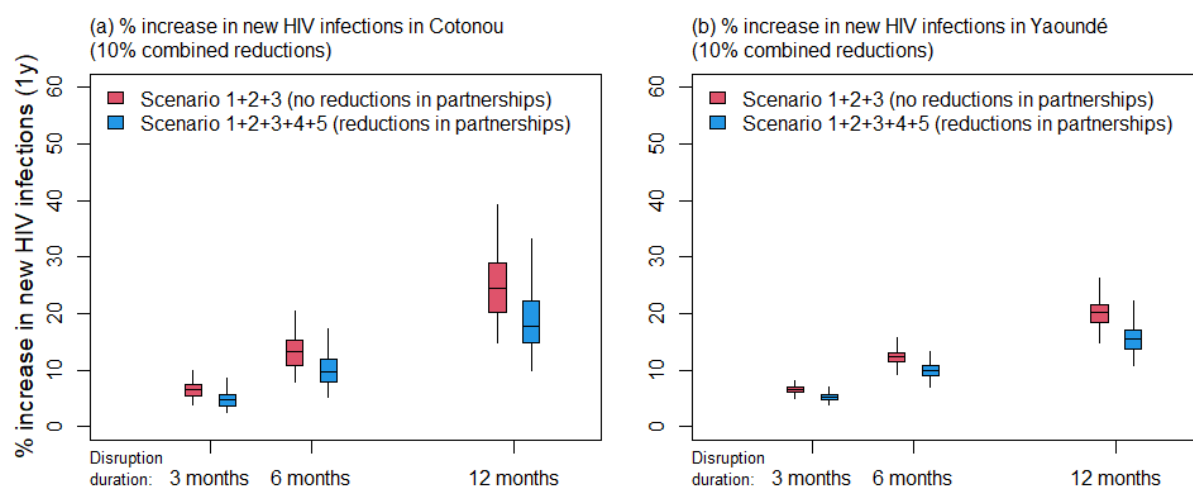 (a) % increase in new HIV infections in Cotonou
(10% combined reductions)
% increase in new HIV infections (1y)
60
50
40
30
20
10
0
Scenario 1+2+3 (no reductions in partnerships)
Scenario 1+2+3+4+5 (reductions in partnerships)
Disruption
duration: 3 months 6 months 12 months
(b) % increase in new HIV infections in Yaoundé
(10% combined reductions)
60
50
40
30
20
10
0
Scenario 1+2+3 (no reductions in partnerships)
Scenario 1+2+3+4+5 (reductions in partnerships)
Disruption
duration: 3 months 6 months 12 months